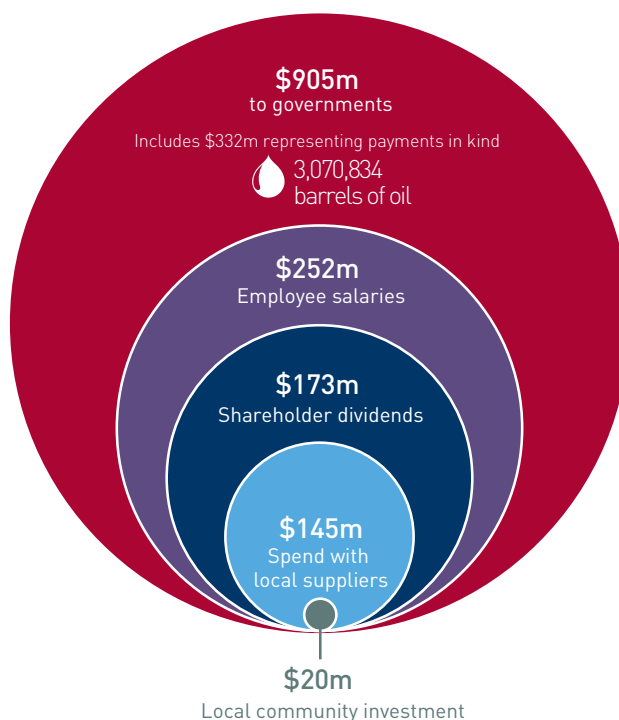 $905m
to governments
Includes $332m representing payments in kind
3,070,834
barrels of oil
$252m
Employee salaries
$173m
Shareholder dividends
$145m
Spend with
local suppliers
$20m
Local community investment